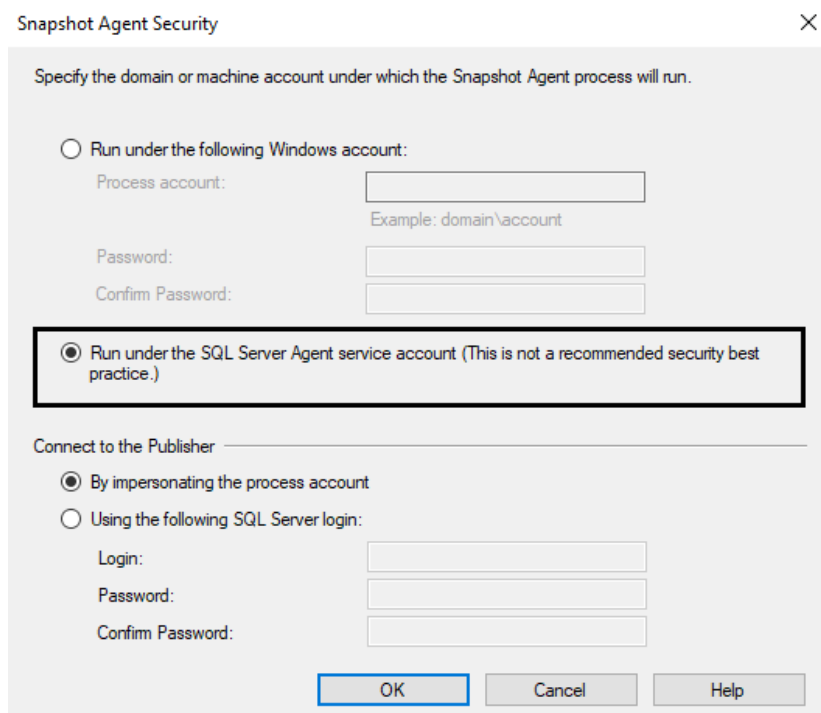 Snapshot Agent Security
Specify the domain or machine account under which the Snapshot Agent process will run.
Run under the following Windows account:
Process account:
Example: domain\account
Password:
Confirm Password:
Run under the SQL Server Agent service account (This is not a recommended security best
practice.)
Connect to the Publisher
By impersonating the process account
Using the following SQL Server login:
Login:
Password:
Confirm Password:
OK Cancel Help